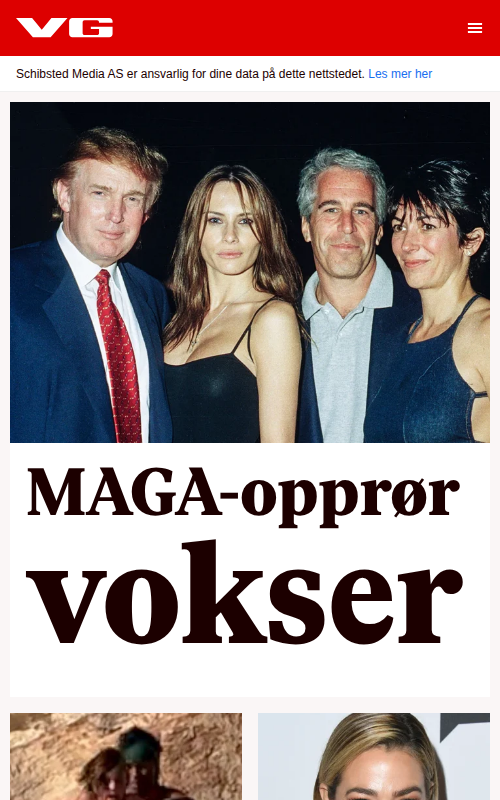 VG
Schibsted Media AS er ansvarlig for dine data på dette nettstedet. Les mer her
MAGA-opprør
vokser